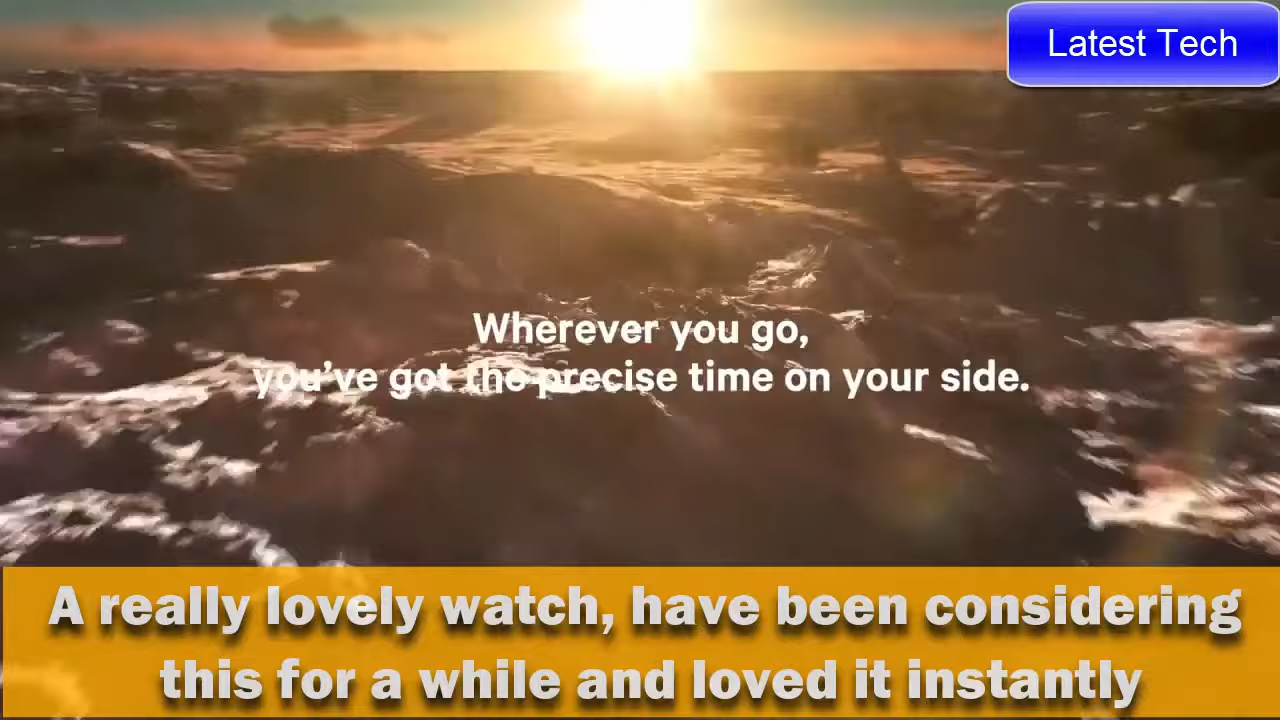 Latest Tech
Wherever you go,
you've got the precise time on your side.
A really lovely watch, have been considering
this for a while and loved it instantly